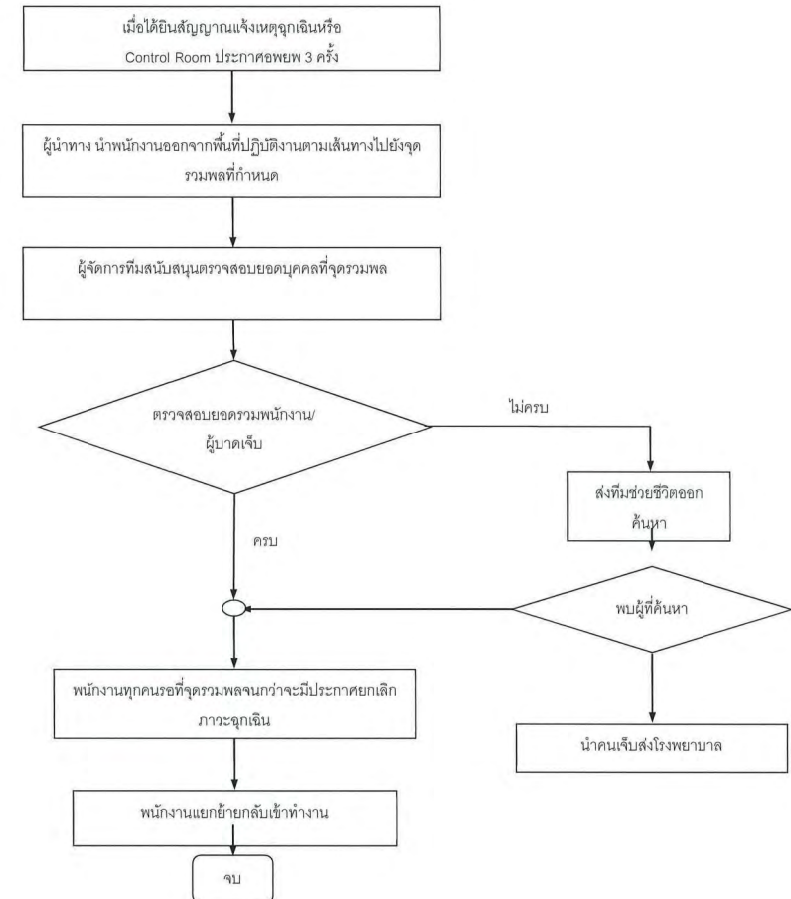 เมื่อได้ยินสัญญาณแจ้งเหตุฉุกเฉินหรือ
Control Room ประกาศอพยพ 3 ครั้ง
ผู้นำทาง นำพนักงานออกจากพื้นที่ปฏิบัติงานตามเส้นทางไปยังจุด
รวมพลที่กำหนด
ผู้จัดการทีมสนับสนุนตรวจสอบยอดบุคคลที่จุดรวมพล
ตรวจสอบยอดรวมพนักงาน/
ผู้บาดเจ็บ
ไม่ครบ
ส่งทีมช่วยชีวิตออก
ค้นหา
ครบ
พบผู้ที่ค้นหา
พนักงานทุกคนรอที่จุดรวมพลจนกว่าจะมีประกาศยกเลิก
ภาวะฉุกเฉิน
นำคนเจ็บส่งโรงพยาบาล
พนักงานแยกย้ายกลับเข้าทำงาน
จบ